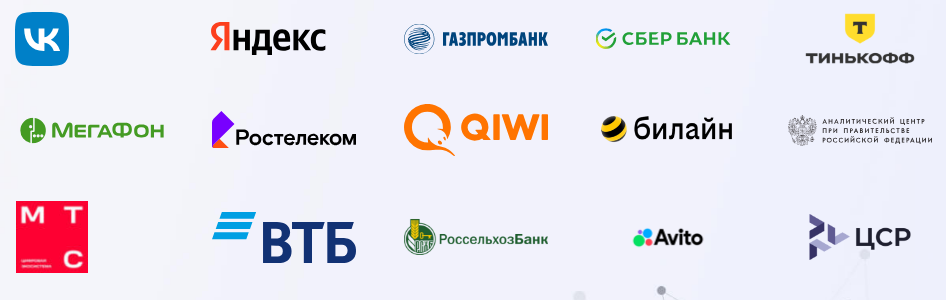 VK
Яндекс
ГАЗПРОМБАНК
СБЕР БАНК
Т
ТИНЬКОФФ
МЕГАФОН
Ростелеком
QIWI
билайн
АНАЛИТИЧЕСКИЙ ЦЕНТР
ПРИ ПРАВИТЕЛЬСТВЕ
РОССИЙСКОЙ ФЕДЕРАЦИИ
М Т
С
ВТБ
РоссельхозБанк
Avito
ЦСР